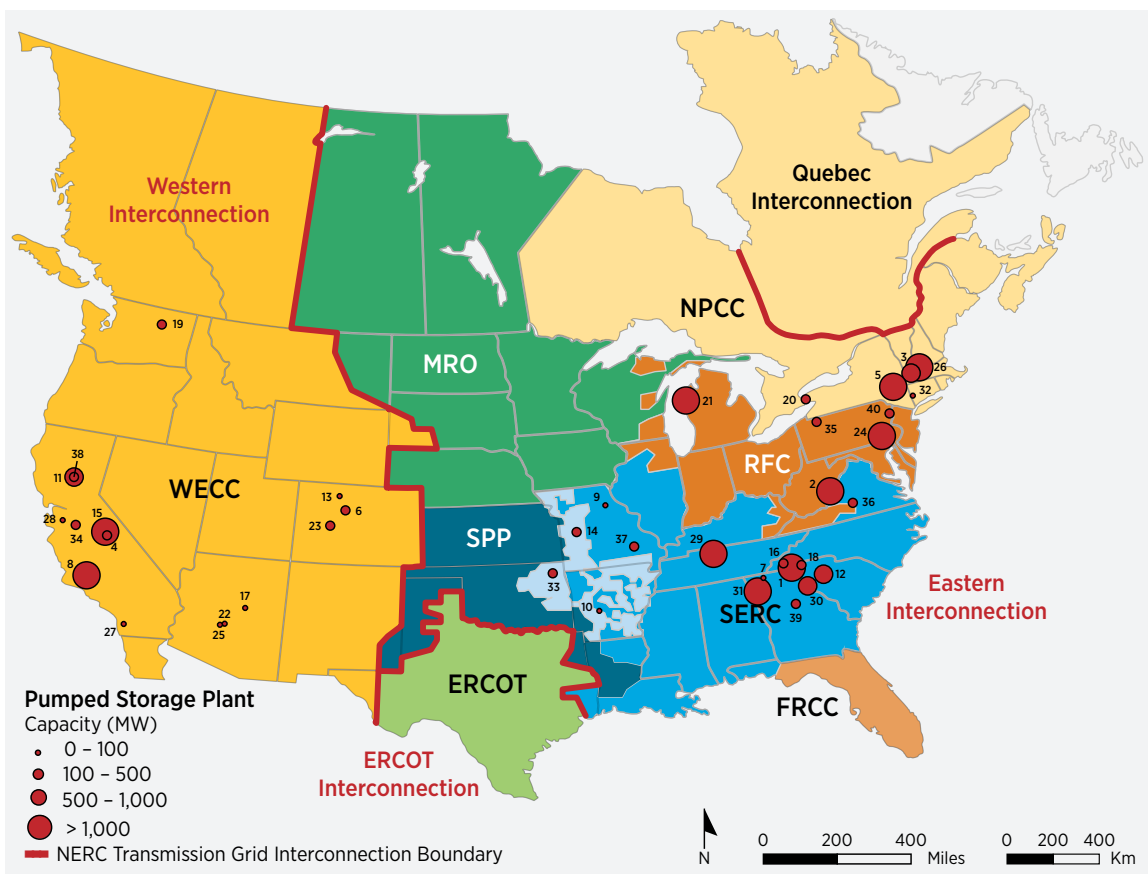 Quebec
Interconnection
Western
Interconnection
NPCC
19
MRO
3
26
5
32
20
21
40
35
24
38
11
WECC
RFC
2
36
13
6
23
9
14
37
SPP
28
34
15
4
8
29
16
18
7
1
12
33
31
30
10
SERC
39
Eastern
Interconnection
17
22
25
27
ERCOT
FRCC
Pumped Storage Plant
Capacity (MW)
0 – 100
100 – 500
500 – 1,000
> 1,000
NERC Transmission Grid Interconnection Boundary
ERCOT
Interconnection
N
0 200 400
Miles
0 200 400
Km